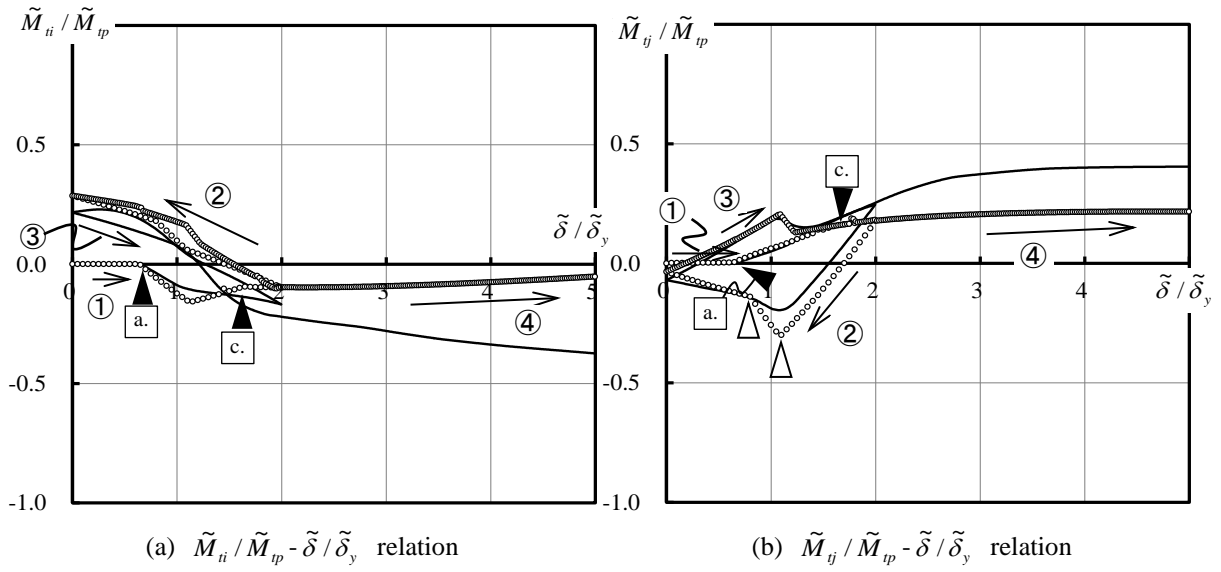 M̃ti / M̃tp
0.5
0.0
-0.5
-1.0
0
1
2
3
4
5
①
②
③
④
a.
c.
δ̃ / δ̃y
(a) M̃ti / M̃tp - δ̃ / δ̃y relation
M̃tj / M̃tp
0.5
0.0
-0.5
-1.0
0
1
2
3
4
①
②
③
④
a.
c.
δ̃ / δ̃y
(b) M̃tj / M̃tp - δ̃ / δ̃y relation